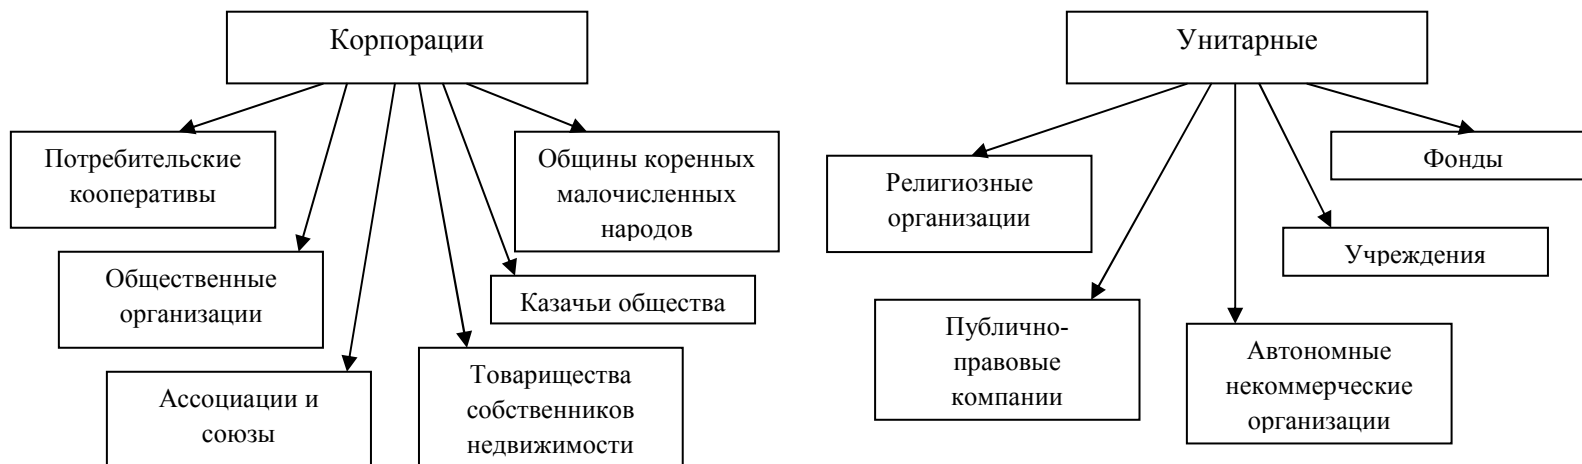 Корпорации
Потребительские
кооперативы
Общественные
организации
Ассоциации и
союзы
Товарищества
собственников
недвижимости
Казачьи общества
Общины коренных
малочисленных
народов
Унитарные
Религиозные
организации
Публично-
правовые
компании
Автономные
некоммерческие
организации
Учреждения
Фонды